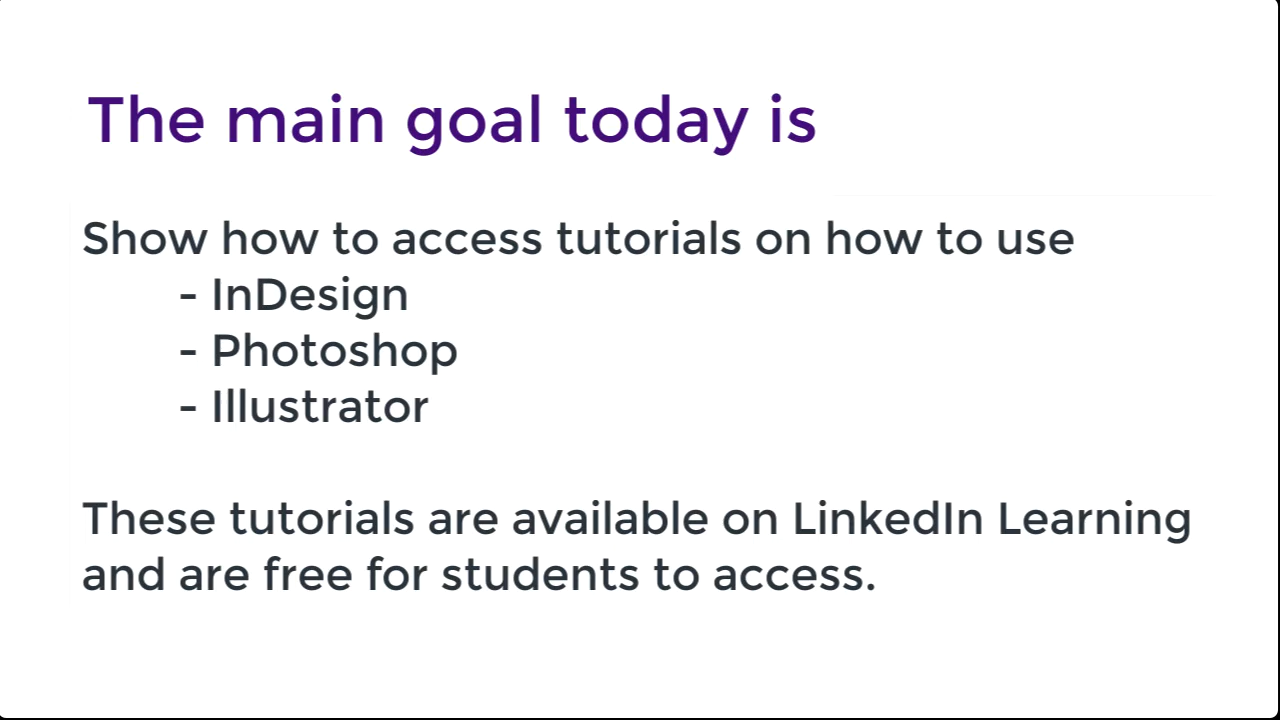 The main goal today is
Show how to access tutorials on how to use
- InDesign
- Photoshop
- Illustrator
These tutorials are available on LinkedIn Learning
and are free for students to access.